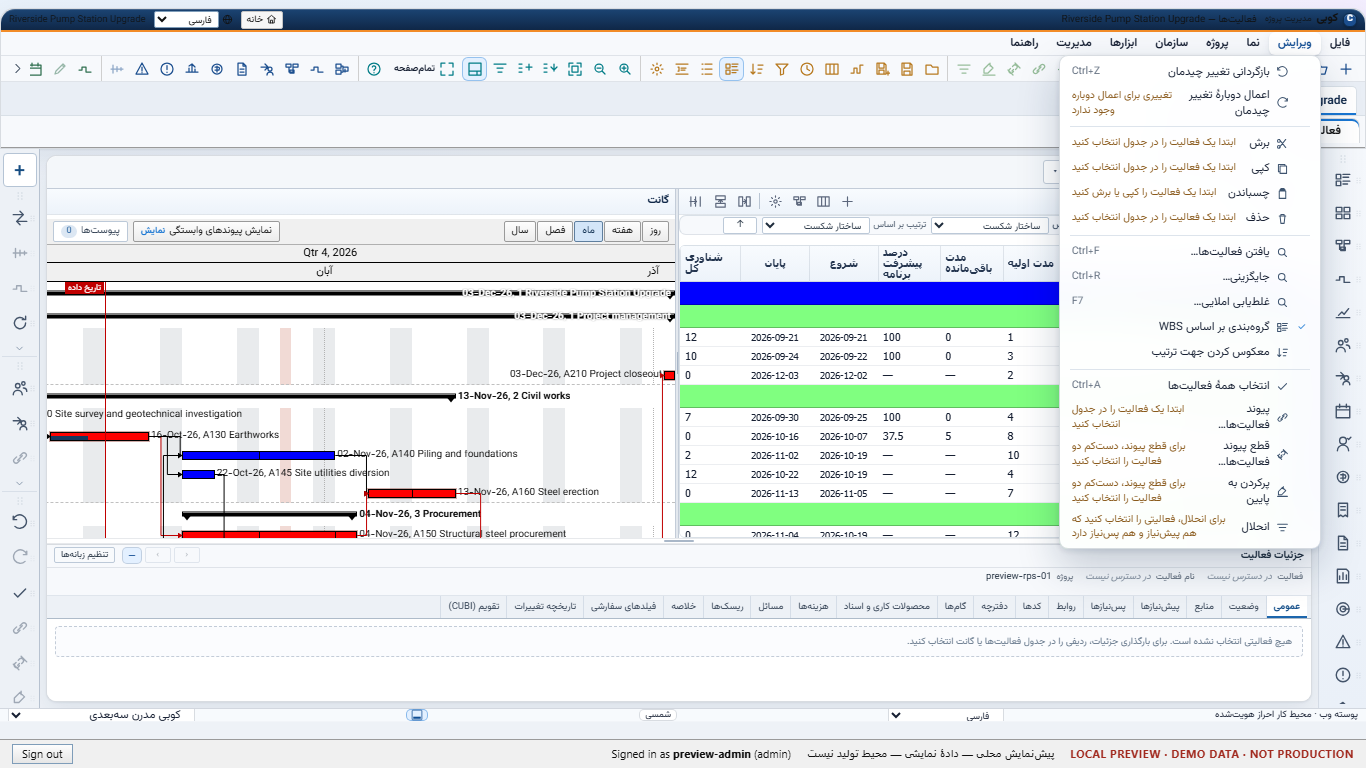 کوبی مدیریت پروژه فعالیت‌ها — Riverside Pump Station Upgrade
خانه
فارسی
Riverside Pump Station Upgrade
فایل ویرایش نما پروژه سازمان ابزارها مدیریت راهنما
تمام‌صفحه
grade
فعال
بازگردانی تغییر چیدمان Ctrl+Z
اعمال دوبارهٔ تغییر چیدمان تغییری برای اعمال دوباره وجود ندارد
برش ابتدا یک فعالیت را در جدول انتخاب کنید
کپی ابتدا یک فعالیت را در جدول انتخاب کنید
چسباندن ابتدا یک فعالیت را کپی یا برش کنید
حذف ابتدا یک فعالیت را در جدول انتخاب کنید
یافتن فعالیت‌ها... Ctrl+F
جایگزینی... Ctrl+R
غلط‌یابی املایی... F7
گروه‌بندی بر اساس WBS
معکوس کردن جهت ترتیب
انتخاب همهٔ فعالیت‌ها Ctrl+A
پیوند فعالیت‌ها... ابتدا یک فعالیت را در جدول انتخاب کنید
قطع پیوند فعالیت‌ها... برای قطع پیوند، دست‌کم دو فعالیت را انتخاب کنید
پرکردن به پایین برای قطع پیوند، دست‌کم دو فعالیت را انتخاب کنید
انحلال برای انحلال، فعالیتی را انتخاب کنید که هم پیش‌نیاز و هم پس‌نیاز دارد
ساختار شکست
ترتیب بر اساس ساختار شکست
مدت اولیه مدت باقی‌مانده درصد پیشرفت برنامه شروع پایان شناوری کل
1 0 100 2026-09-21 2026-09-21 12
3 0 100 2026-09-22 2026-09-24 10
2 — — 2026-12-02 2026-12-03 0
4 0 100 2026-09-25 2026-09-30 7
8 5 37.5 2026-10-07 2026-10-16 0
11 — — 2026-10-19 2026-11-02 2
4 — — 2026-10-19 2026-10-22 12
7 — — 2026-11-05 2026-11-13 0
12 — — 2026-10-19 2026-11-04 0
گانت
روز هفته ماه فصل سال
نمایش پیوندهای وابستگی نمایش
پیوست‌ها 0
Qtr 4, 2026
آبان آذر
تاریخ داده
03-Dec-26, 1 Riverside Pump Station Upgrade
03-Dec-26, 1 Project management
03-Dec-26, A210 Project closeout
13-Nov-26, 2 Civil works
0 Site survey and geotechnical investigation
16-Oct-26, A130 Earthworks
02-Nov-26, A140 Piling and foundations
22-Oct-26, A145 Site utilities diversion
13-Nov-26, A160 Steel erection
04-Nov-26, 3 Procurement
04-Nov-26, A150 Structural steel procurement
جزئیات فعالیت
تنظیم زبانه‌ها
فعالیت در دسترس نیست نام فعالیت در دسترس نیست پروژه preview-rps-01
عمومی وضعیت منابع پیش‌نیازها پس‌نیازها روابط کدها دفترچه گام‌ها محصولات کاری و اسناد هزینه‌ها مسائل ریسک‌ها خلاصه فیلدهای سفارشی تاریخچه تغییرات تقویم (CUBI)
هیچ فعالیتی انتخاب نشده است. برای بارگذاری جزئیات، ردیفی را در جدول فعالیت‌ها یا گانت انتخاب کنید.
پوسته وب · محیط کار احراز هویت‌شده
فارسی
شمسی
کوبی مدرن سه‌بعدی
LOCAL PREVIEW · DEMO DATA · NOT PRODUCTION
پیش‌نمایش محلی — دادهٔ نمایشی — محیط تولید نیست
Signed in as preview-admin (admin)
Sign out